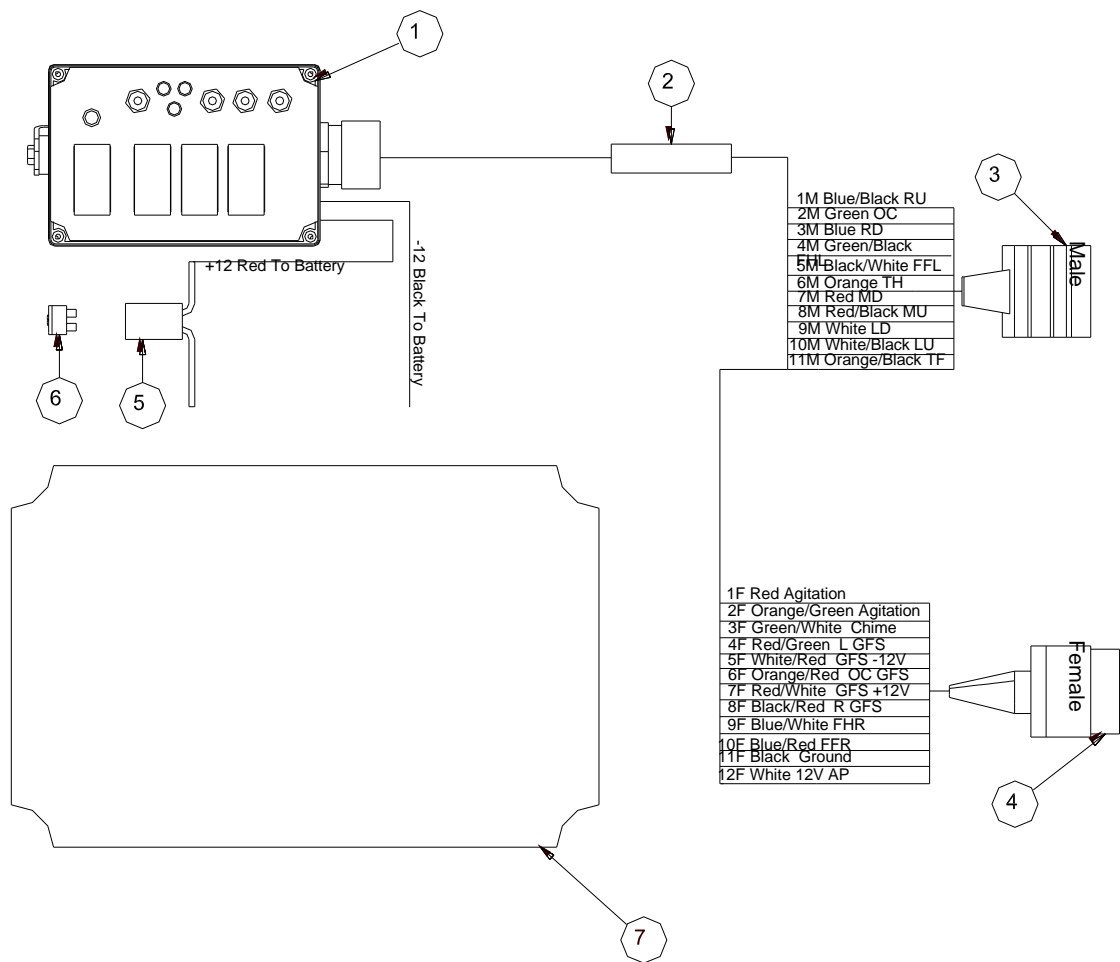 1
2
3
1M Blue/Black RU
2M Green OC
3M Blue RD
4M Green/Black
FHL
5M Black/White FFL
6M Orange TH
7M Red MD
8M Red/Black MU
9M White LD
10M White/Black LU
11M Orange/Black TF
Male
+12 Red To Battery
-12 Black To Battery
6
5
1F Red Agitation
2F Orange/Green Agitation
3F Green/White Chime
4F Red/Green L GFS
5F White/Red GFS -12V
6F Orange/Red OC GFS
7F Red/White GFS +12V
8F Black/Red R GFS
9F Blue/White FHR
10F Blue/Red FFR
11F Black Ground
12F White 12V AP
Female
4
7